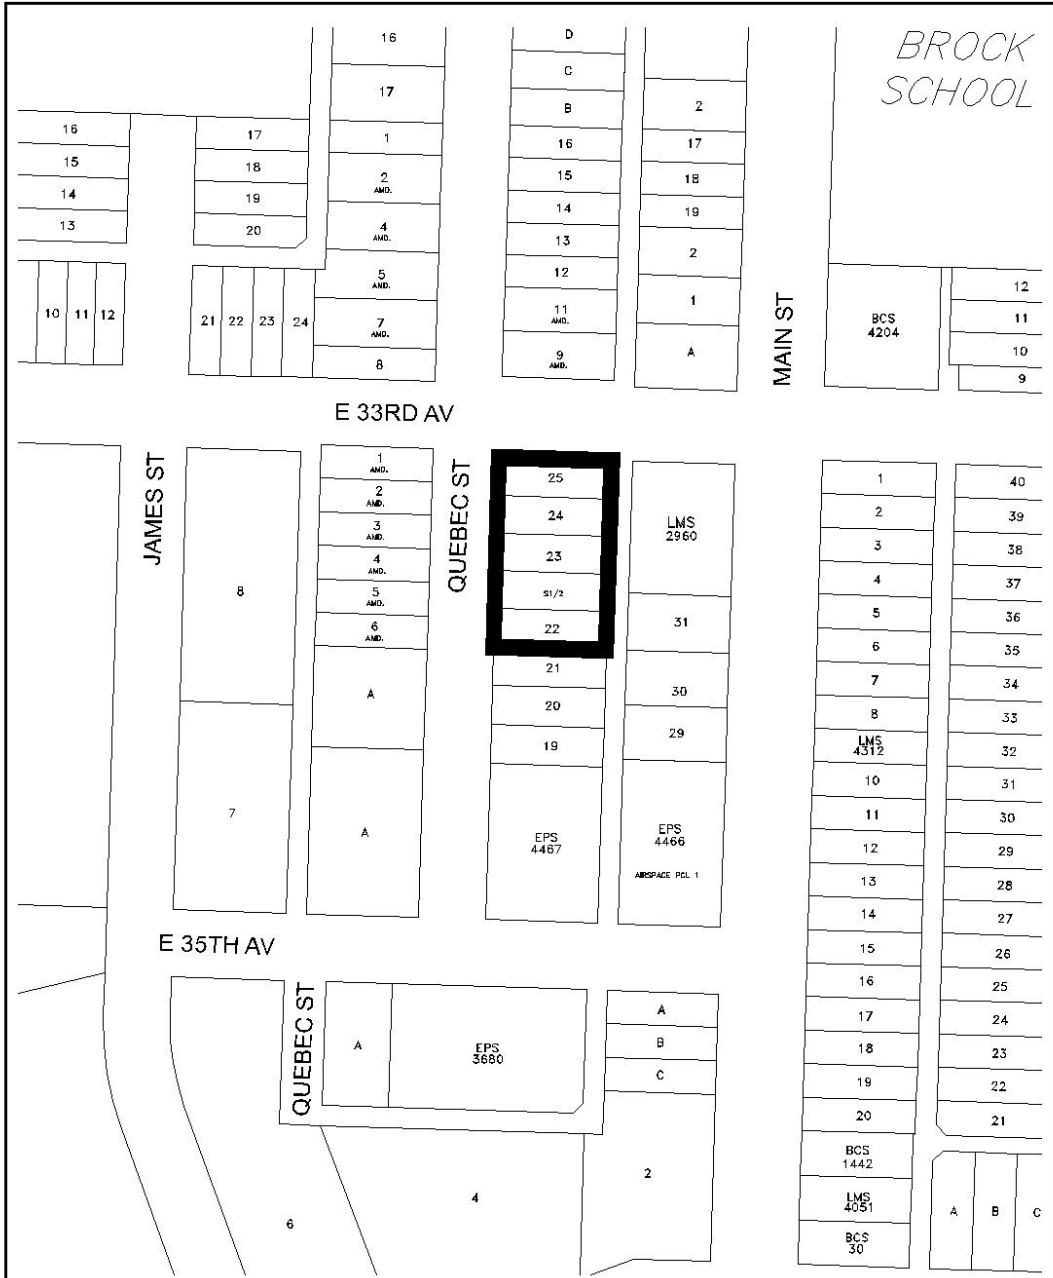 BROCK
SCHOOL
16
17
1
2
AMD.
4
AMD.
5
AMD.
7
AMD.
8
D
C
B
16
15
14
13
12
11
AMD.
9
AMD.
2
17
18
19
2
1
A
16
15
14
13
17
18
19
20
10
11
12
21
22
23
24
MAIN ST
BCS
4204
12
11
10
9
E 33RD AV
JAMES ST
QUEBEC ST
8
7
1
AMD.
2
AMD.
3
AMD.
4
AMD.
5
AMD.
6
AMD.
A
A
25
24
23
S1/2
22
21
20
19
EPS
4467
LMS
2960
31
30
29
EPS
4466
AIRSPACE PCL 1
1
2
3
4
5
6
7
8
LMS
4312
10
11
12
13
14
15
16
17
18
19
20
BCS
1442
LMS
4051
BCS
30
40
39
38
37
36
35
34
33
32
31
30
29
28
27
26
25
24
23
22
21
A
B
C
E 35TH AV
QUEBEC ST
A
EPS
3680
A
B
C
2
4
6